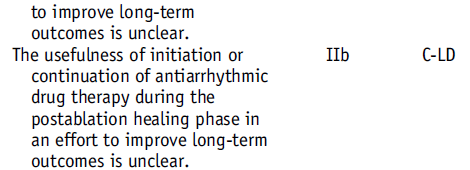 to improve long-term
outcomes is unclear.
The usefulness of initiation or IIb C-LD
continuation of antiarrhythmic
drug therapy during the
postablation healing phase in
an effort to improve long-term
outcomes is unclear.